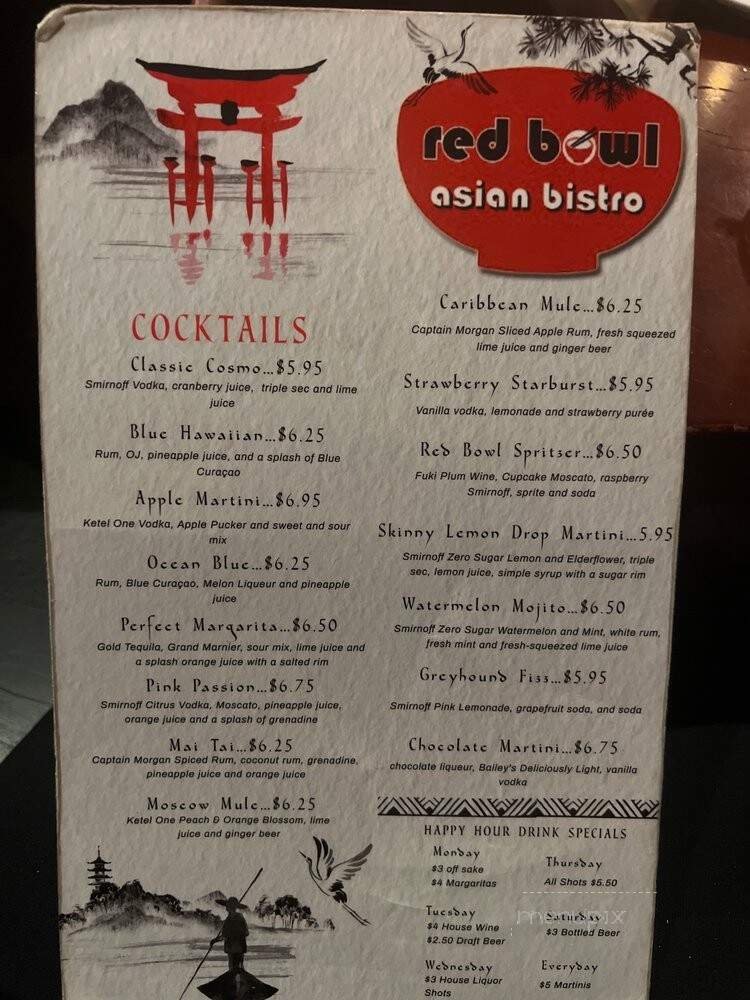 red bowl
asian bistro
COCKTAILS
Classic Cosmo...$5.95
Smirnoff Vodka, cranberry juice, triple sec and lime
juice
Blue Hawaiian...$6.25
Rum, OJ, pineapple juice, and a splash of Blue
Curaçao
Apple Martini...$6.95
Ketel One Vodka, Apple Pucker and sweet and sour
mix
Ocean Blue...$6.25
Rum, Blue Curaçao, Melon Liqueur and pineapple
juice
Perfect Margarita...$6.50
Gold Tequila, Grand Marnier, sour mix, lime juice and
a splash orange juice with a salted rim
Pink Passion...$6.75
Smirnoff Citrus Vodka, Moscato, pineapple juice,
orange juice and a splash of grenadine
Mai Tai...$6.25
Captain Morgan Spiced Rum, coconut rum, grenadine,
pineapple juice and orange juice
Moscow Mule...$6.25
Ketel One Peach & Orange Blossom, lime
juice and ginger beer
Caribbean Mule...$6.25
Captain Morgan Sliced Apple Rum, fresh squeezed
lime juice and ginger beer
Strawberry Starburst...$5.95
Vanilla vodka, lemonade and strawberry purée
Red Bowl Spritzer...$6.50
Fuki Plum Wine, Cupcake Moscato, raspberry
Smirnoff, sprite and soda
Skinny Lemon Drop Martini...5.95
Smirnoff Zero Sugar Lemon and Elderflower, triple
sec, lemon juice, simple syrup with a sugar rim
Watermelon Mojito...$6.50
Smirnoff Zero Sugar Watermelon and Mint, white rum,
fresh mint and fresh-squeezed lime juice
Greyhound Fizz...$5.95
Smirnoff Pink Lemonade, grapefruit soda, and soda
Chocolate Martini...$6.75
chocolate liqueur, Bailey's Deliciously Light, vanilla
vodka
HAPPY HOUR DRINK SPECIALS
Monday
$3 off sake
$4 Margaritas
Tuesday
$4 House Wine
$2.50 Draft Beer
Wednesday
$3 House Liquor
Shots
Thursday
All Shots $5.50
Saturday
$3 Bottled Beer
Everyday
$5 Martinis